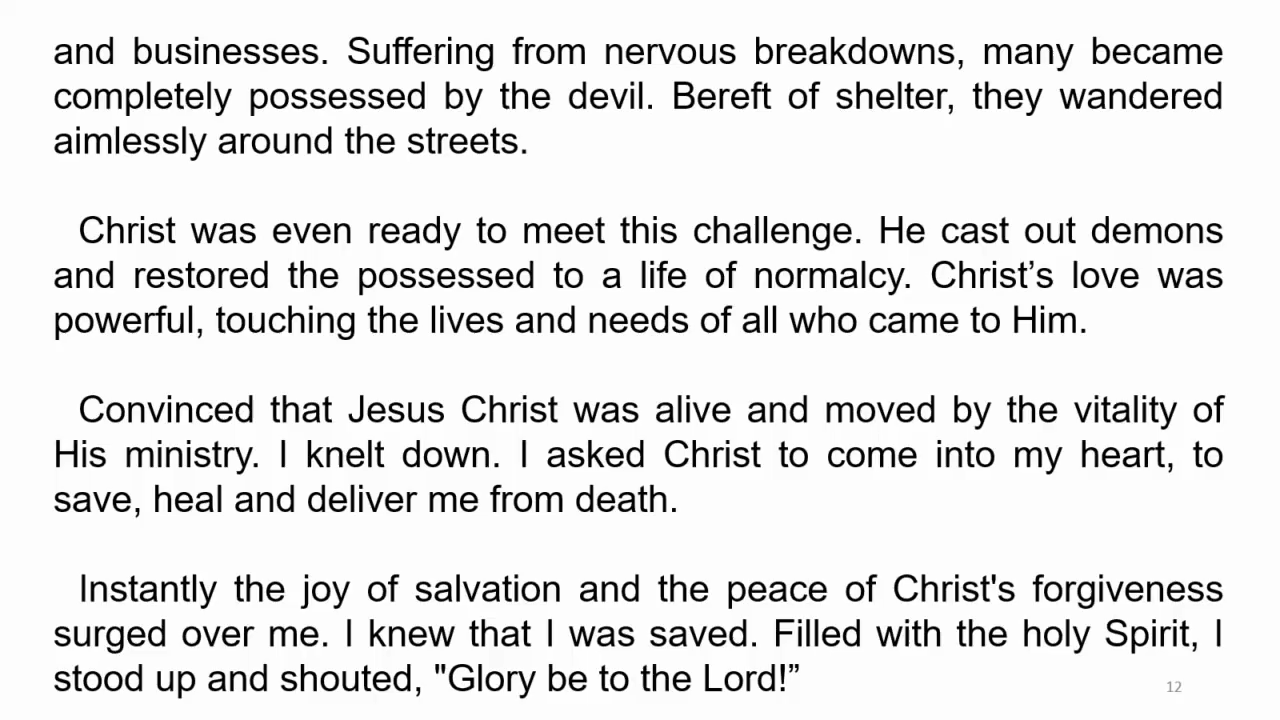 and businesses. Suffering from nervous breakdowns, many became
completely possessed by the devil. Bereft of shelter, they wandered
aimlessly around the streets.
Christ was even ready to meet this challenge. He cast out demons
and restored the possessed to a life of normalcy. Christ’s love was
powerful, touching the lives and needs of all who came to Him.
Convinced that Jesus Christ was alive and moved by the vitality of
His ministry. I knelt down. I asked Christ to come into my heart, to
save, heal and deliver me from death.
Instantly the joy of salvation and the peace of Christ's forgiveness
surged over me. I knew that I was saved. Filled with the holy Spirit, I
stood up and shouted, "Glory be to the Lord!”
12